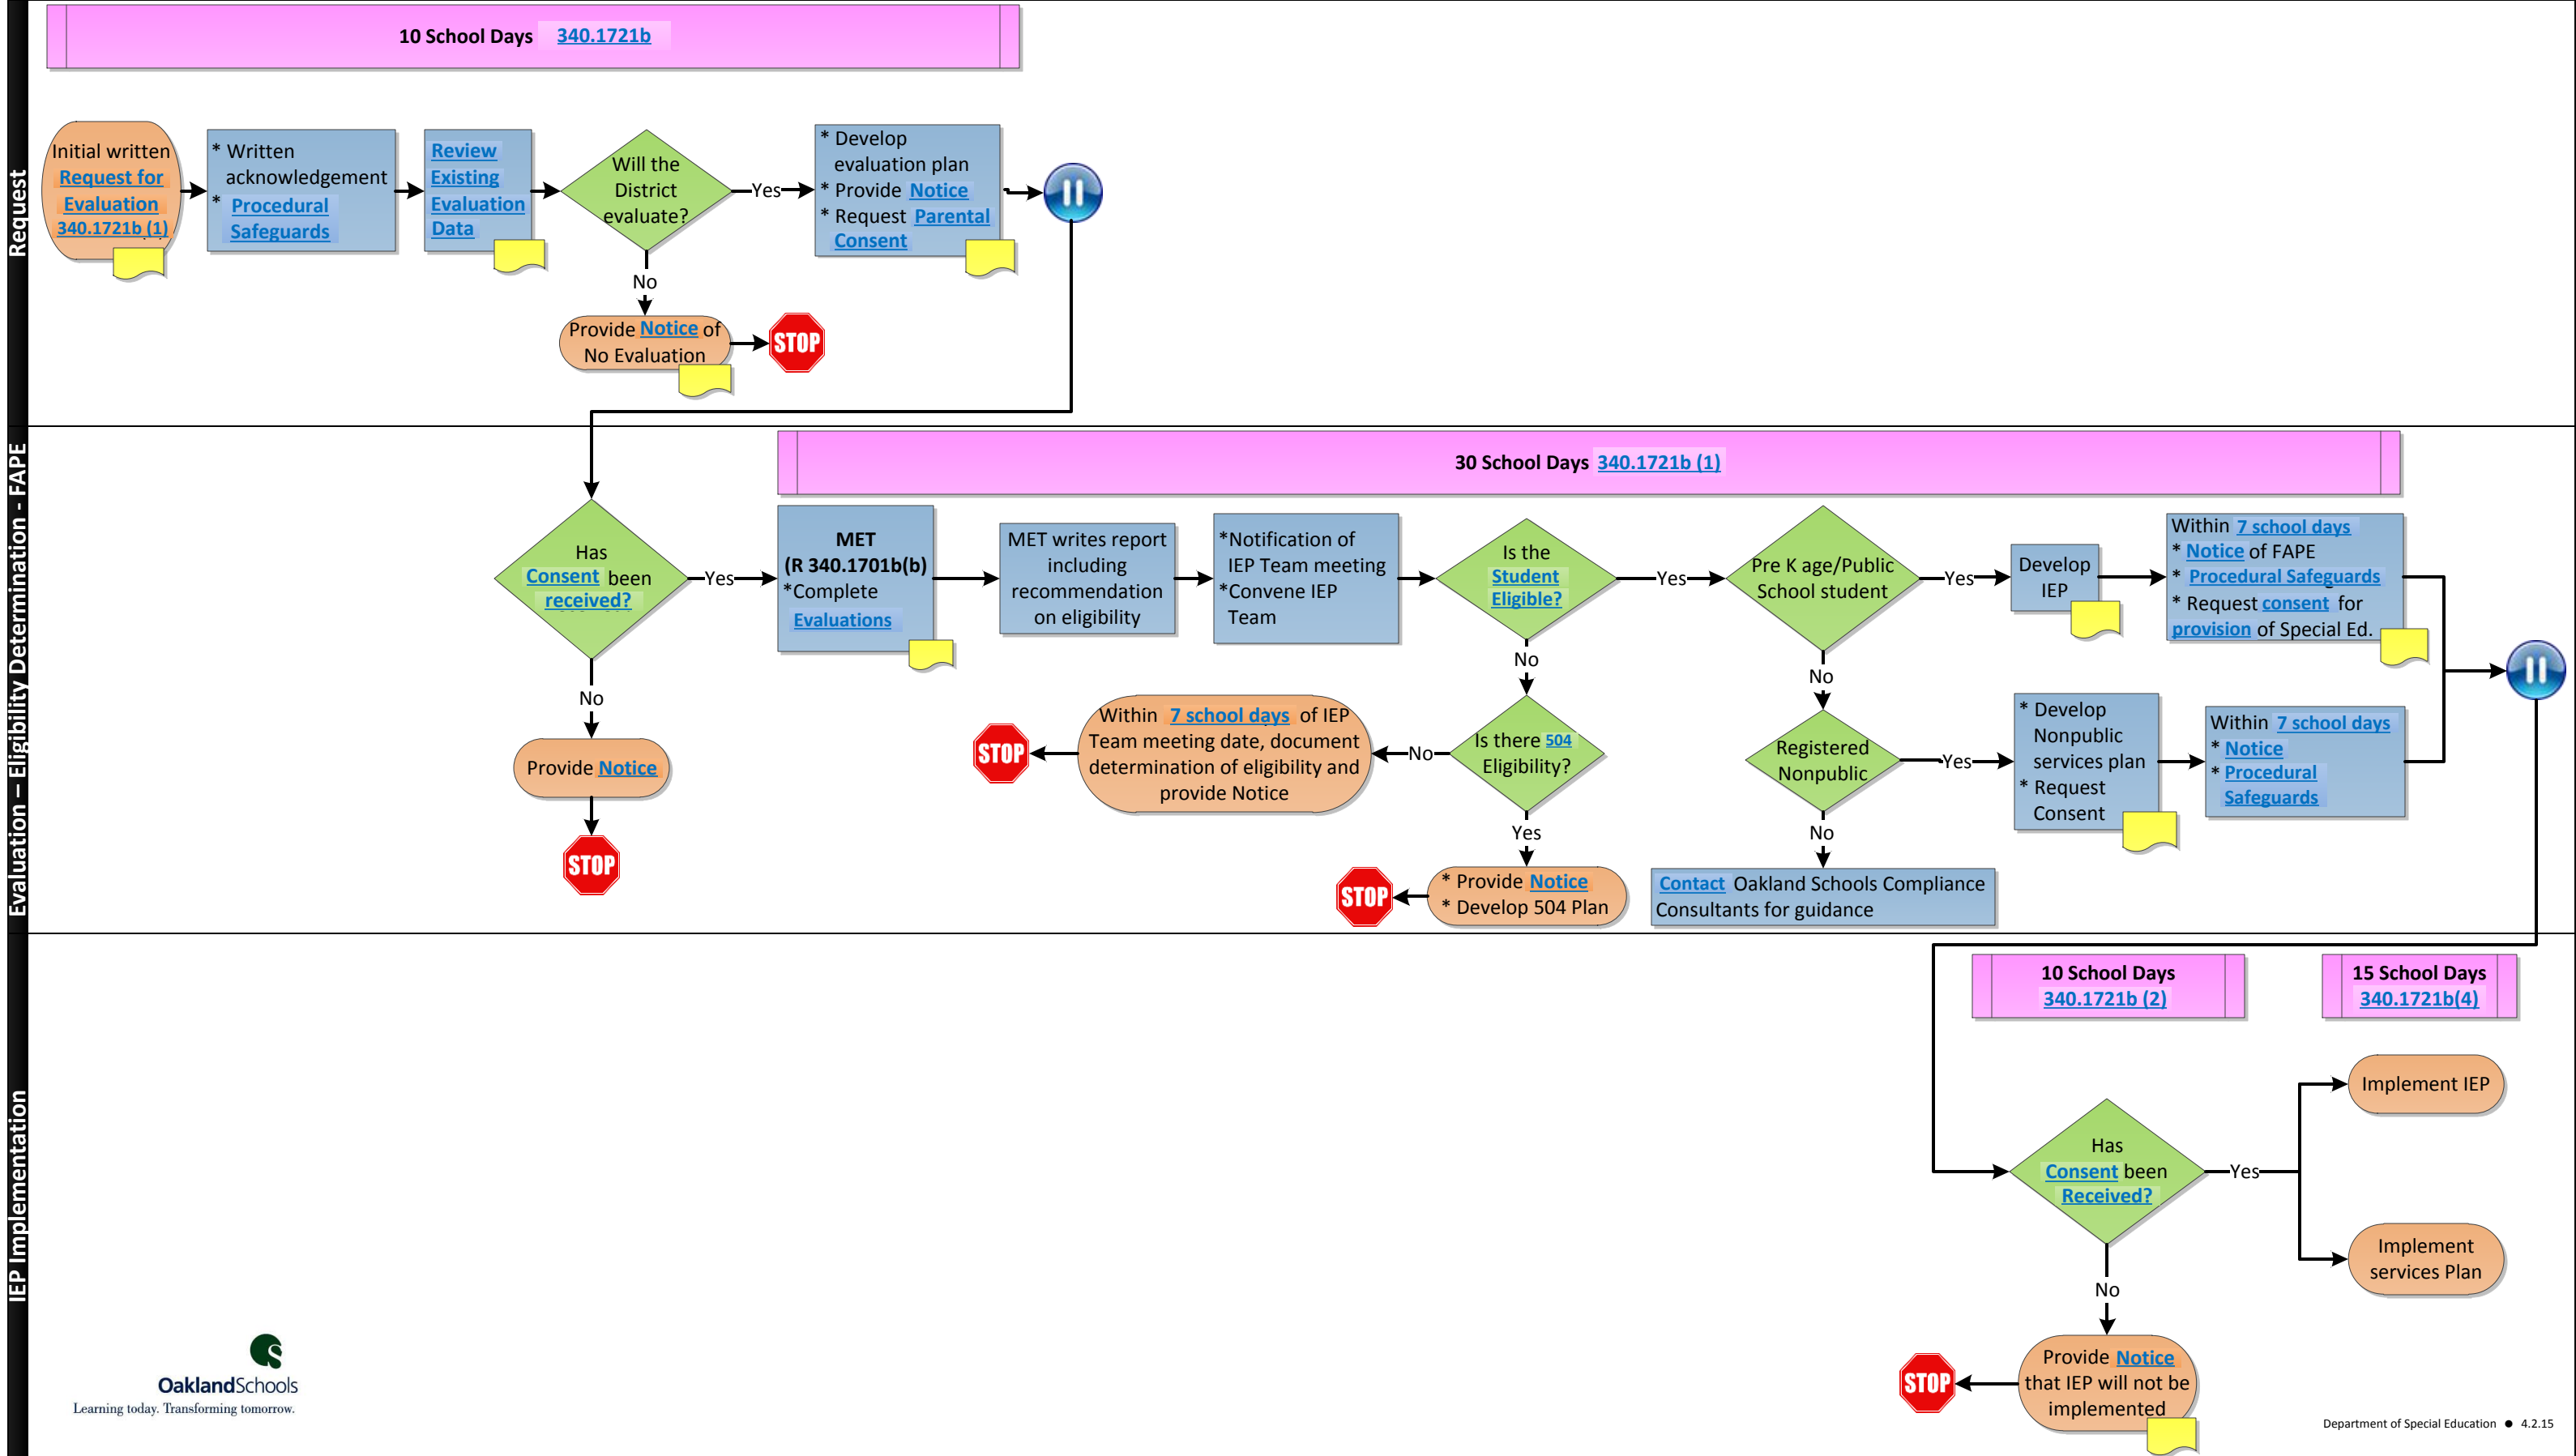 10 School Days 340.1721b
Request
Initial written
Request for
Evaluation
340.1721b (1)
* Written
acknowledgement
* Procedural
Safeguards
Review
Existing
Evaluation
Data
Will the
District
evaluate?
Yes
* Develop
evaluation plan
* Provide Notice
* Request Parental
Consent
No
Provide Notice of
No Evaluation
STOP
Evaluation – Eligibility Determination - FAPE
30 School Days 340.1721b (1)
Has
Consent been
received?
Yes
MET
(R 340.1701b(b)
*Complete
Evaluations
MET writes report
including
recommendation
on eligibility
*Notification of
IEP Team meeting
*Convene IEP
Team
Is the
Student
Eligible?
Yes
Pre K age/Public
School student
Yes
Develop
IEP
Within 7 school days
* Notice of FAPE
* Procedural Safeguards
* Request consent for
provision of Special Ed.
No
Provide Notice
STOP
No
Is there 504
Eligibility?
No
Within 7 school days of IEP
Team meeting date, document
determination of eligibility and
provide Notice
STOP
Yes
* Provide Notice
* Develop 504 Plan
STOP
No
Registered
Nonpublic
Yes
* Develop
Nonpublic
services plan
* Request
Consent
Within 7 school days
* Notice
* Procedural
Safeguards
No
Contact Oakland Schools Compliance
Consultants for guidance
IEP Implementation
10 School Days
340.1721b (2)
15 School Days
340.1721b(4)
Has
Consent been
Received?
Yes
Implement IEP
Implement
services Plan
No
Provide Notice
that IEP will not be
implemented
STOP
OaklandSchools
Learning today. Transforming tomorrow.
Department of Special Education ● 4.2.15